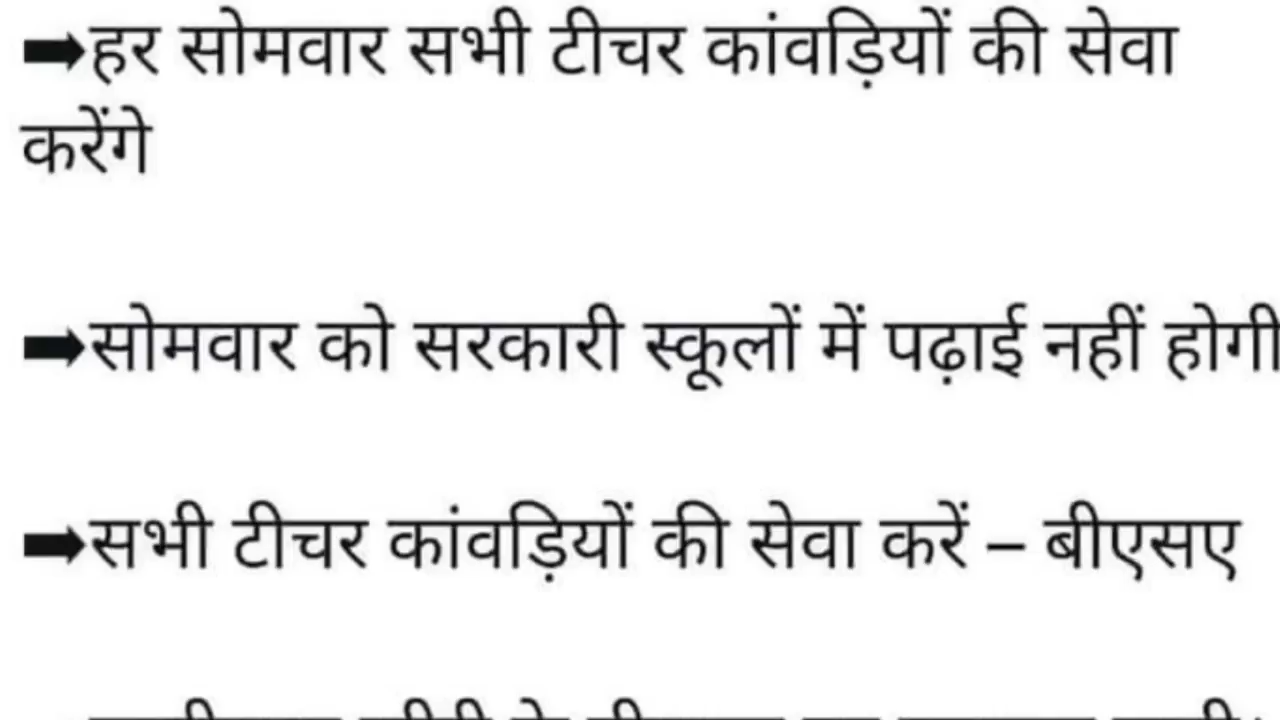 ➡हर सोमवार सभी टीचर कांवड़ियों की सेवा
करेंगे
➡सोमवार को सरकारी स्कूलों में पढ़ाई नहीं होगी
➡सभी टीचर कांवड़ियों की सेवा करें – बीएसए